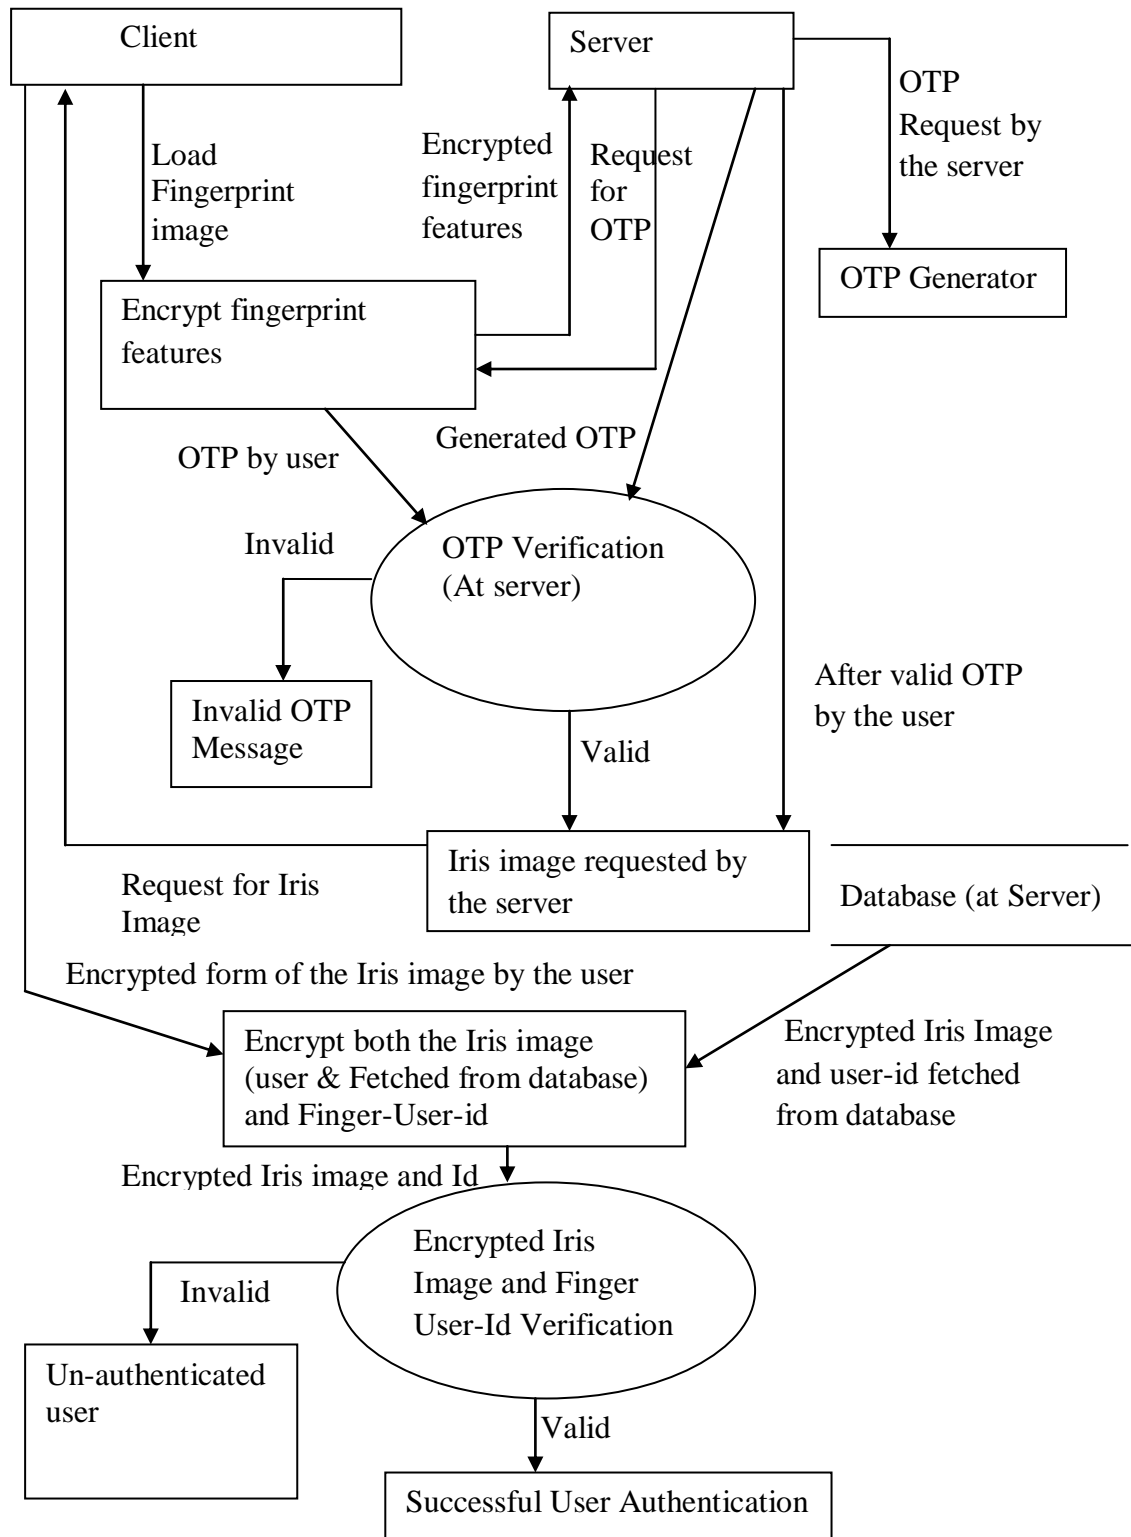 Client
Server
OTP
Request by
the server
Load
Fingerprint
image
Encrypted
fingerprint
features
Request
for
OTP
OTP Generator
Encrypt fingerprint
features
OTP by user
Generated OTP
Invalid
OTP Verification
(At server)
Invalid OTP
Message
Valid
After valid OTP
by the user
Iris image requested by
the server
Request for Iris
Image
Database (at Server)
Encrypted form of the Iris image by the user
Encrypt both the Iris image
(user & Fetched from database)
and Finger-User-id
Encrypted Iris Image
and user-id fetched
from database
Encrypted Iris image and Id
Encrypted Iris
Image and Finger
User-Id Verification
Invalid
Un-authenticated
user
Valid
Successful User Authentication